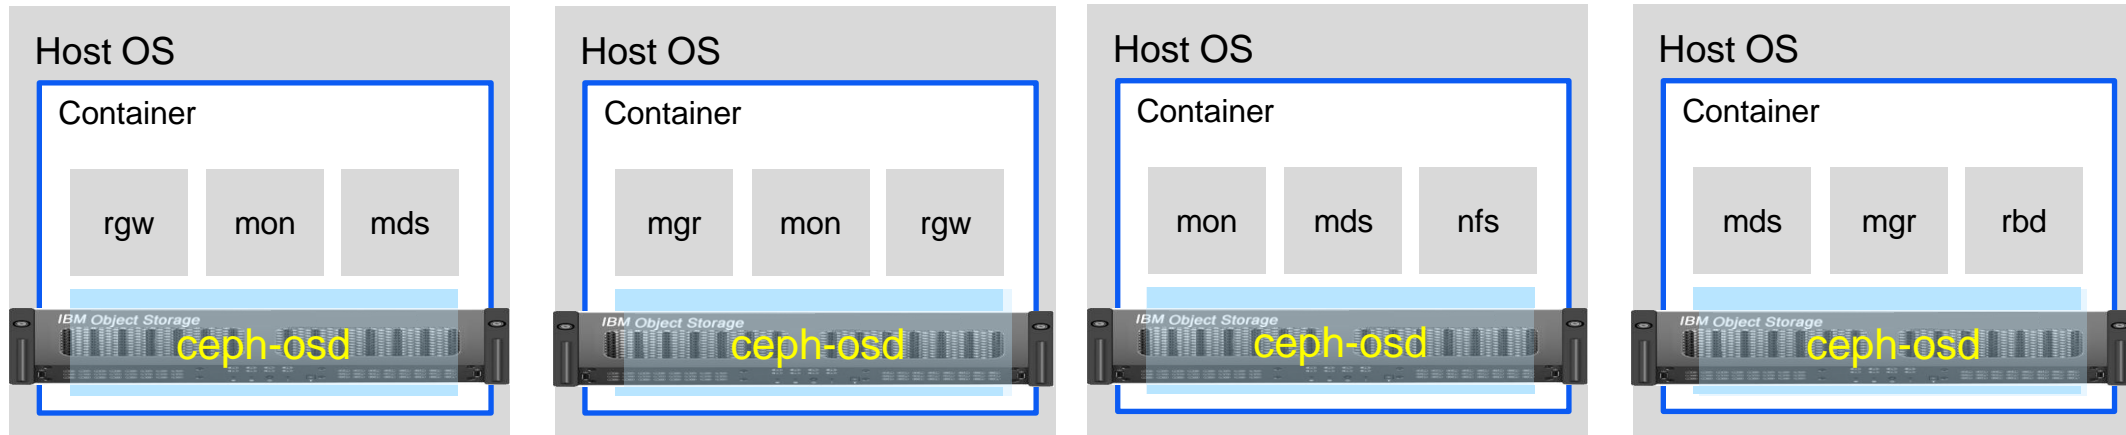 Host OS
Container
rgw mon mds
IBM Object Storage
ceph-osd
Host OS
Container
mgr mon rgw
IBM Object Storage
ceph-osd
Host OS
Container
mon mds nfs
IBM Object Storage
ceph-osd
Host OS
Container
mds mgr rbd
IBM Object Storage
ceph-osd